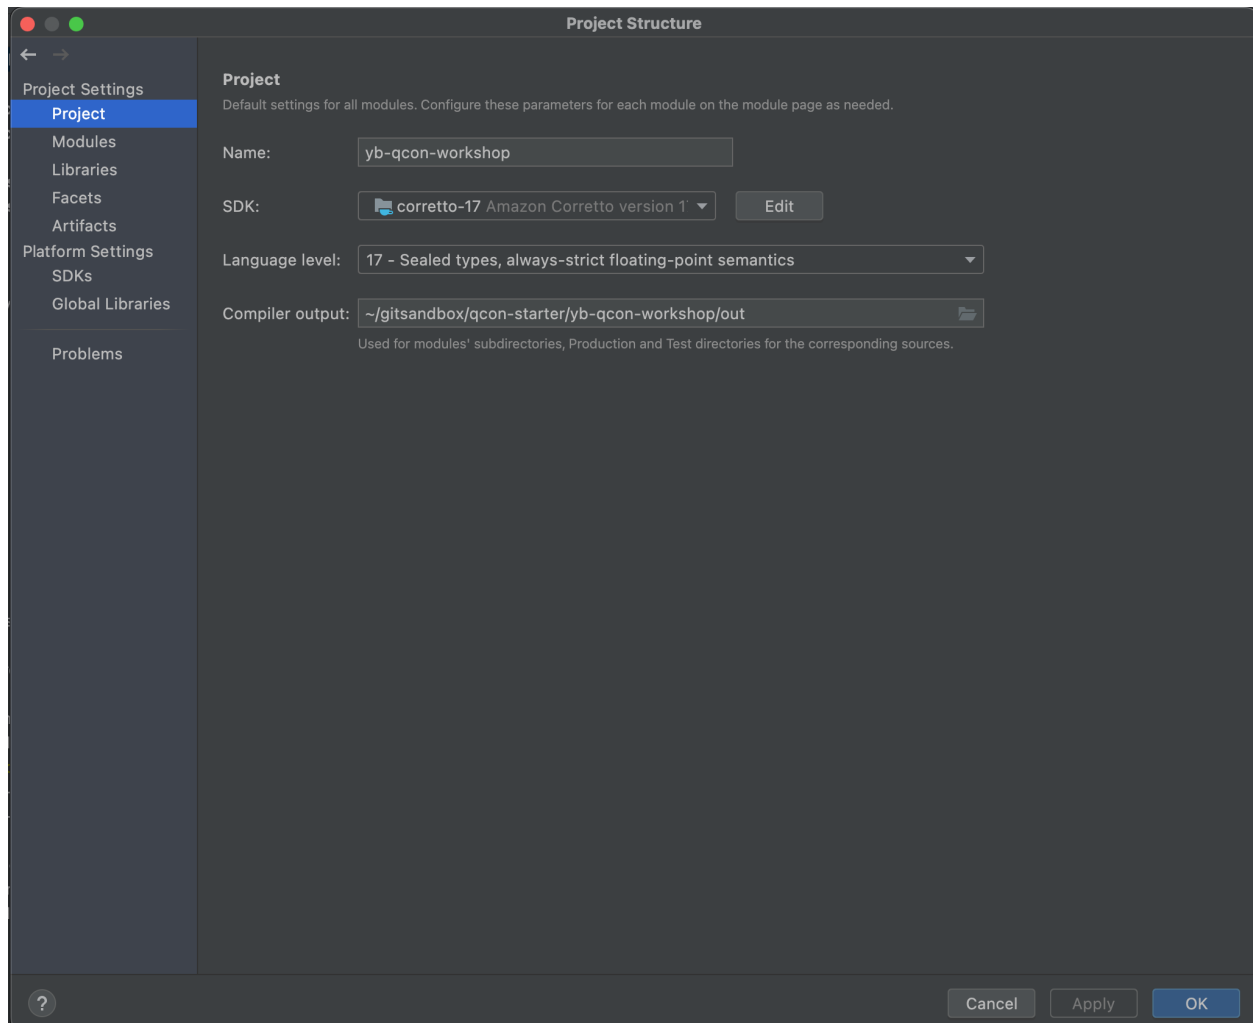 Project Structure
Project Settings
Project
Modules
Libraries
Facets
Artifacts
Platform Settings
SDKs
Global Libraries
Problems
Project
Default settings for all modules. Configure these parameters for each module on the module page as needed.
Name: yb-qcon-workshop
SDK: corretto-17 Amazon Corretto version Edit
Language level: 17 - Sealed types, always-strict floating-point semantics
Compiler output: ~/gitsandbox/qcon-starter/yb-qcon-workshop/out
Used for modules' subdirectories, Production and Test directories for the corresponding sources.
? Cancel Apply OK